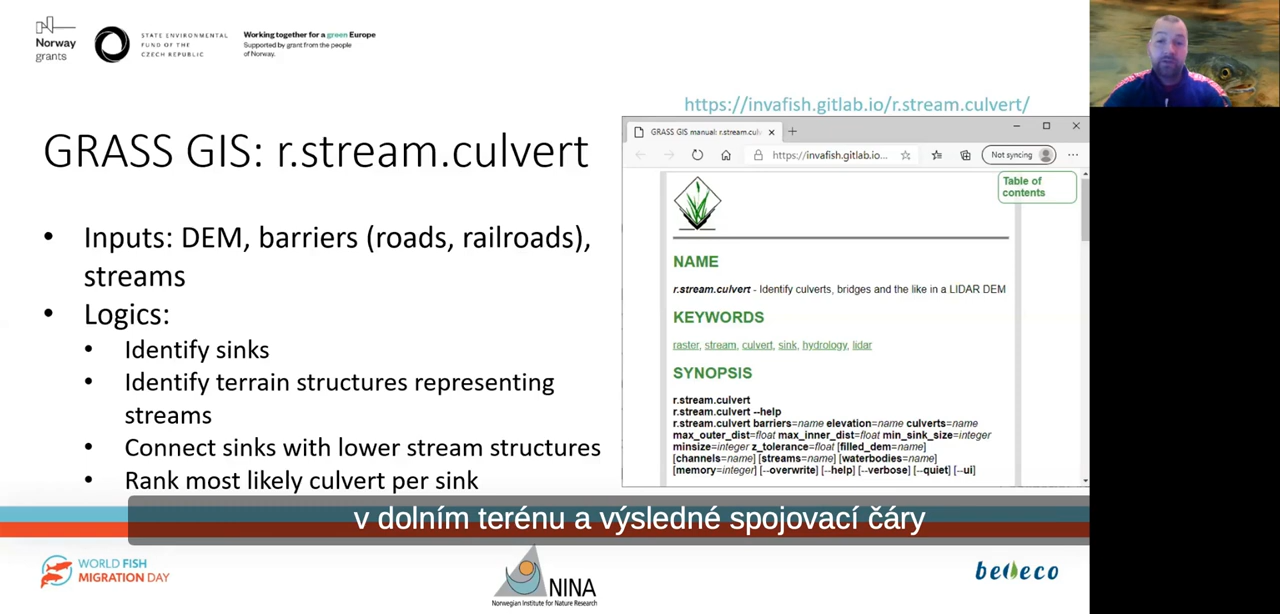 Norway
grants
STATE ENVIRONMENTAL
FUND OF THE
CZECH REPUBLIC
Working together for a green Europe
Supported by grant from the people
of Norway.
https://invafish.gitlab.io/r.stream.culvert/
GRASS GIS: r.stream.culvert
• Inputs: DEM, barriers (roads, railroads),
streams
• Logics:
• Identify sinks
• Identify terrain structures representing
streams
• Connect sinks with lower stream structures
• Rank most likely culvert per sink
GRASS GIS manual: r.stream.cul
https://invafish.gitlab.io...
Not syncing
Table of
contents
NAME
r.stream.culvert - Identify culverts, bridges and the like in a LIDAR DEM
KEYWORDS
raster, stream, culvert, sink, hydrology, lidar
SYNOPSIS
r.stream.culvert
r.stream.culvert --help
r.stream.culvert barriers=name elevation=name culverts=name
max_outer_dist=float max_inner_dist=float min_sink_size=integer
minsize=integer z_tolerance=float [filled_dem=name]
[channels=name] [streams=name] [waterbodies=name]
[memory=integer] [--overwrite] [--help] [--verbose] [--quiet] [--ui]
v dolním terénu a výsledné spojovací čáry
WORLD FISH
MIGRATION DAY
NINA
Norwegian Institute for Nature Research
beleco